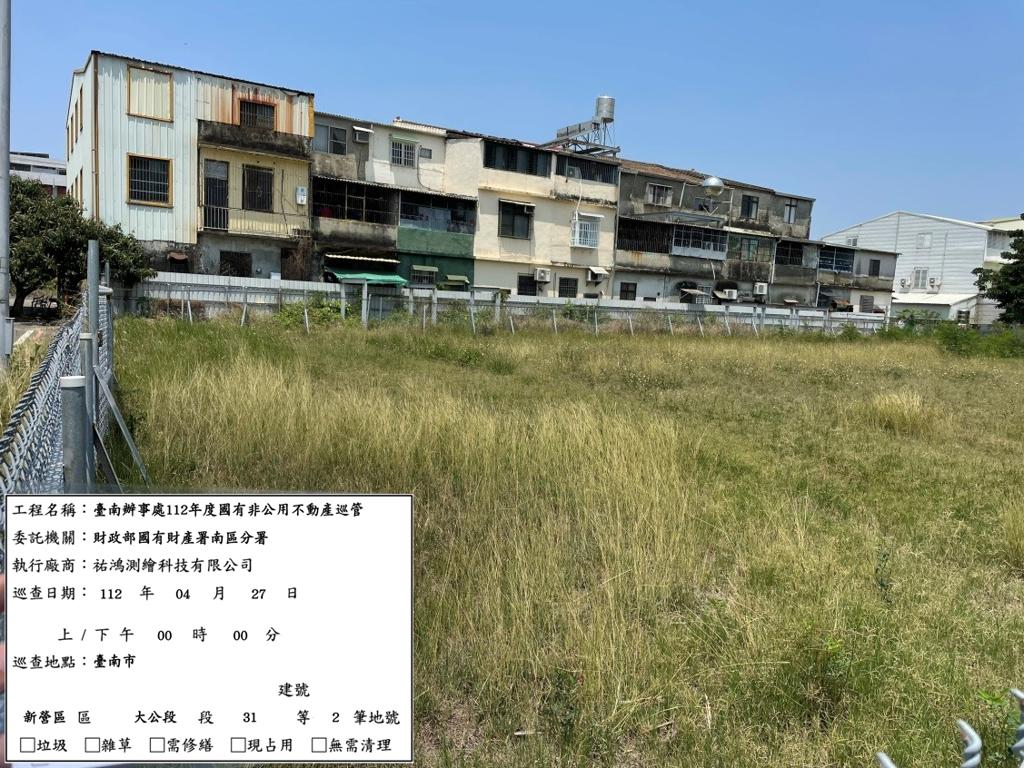 工程名稱：臺南辦事處112年度國有非公用不動產巡管
委託機關：財政部國有財產署南區分署
執行廠商：祐鴻測繪科技有限公司
巡查日期： 112 年 04 月 27 日
上 / 下 午 00 時 00 分
巡查地點：臺南市
建號
新營區 區 大公段 段 31 等 2 筆地號
□垃圾 □雜草 □需修繕 □現占用 □無需清理